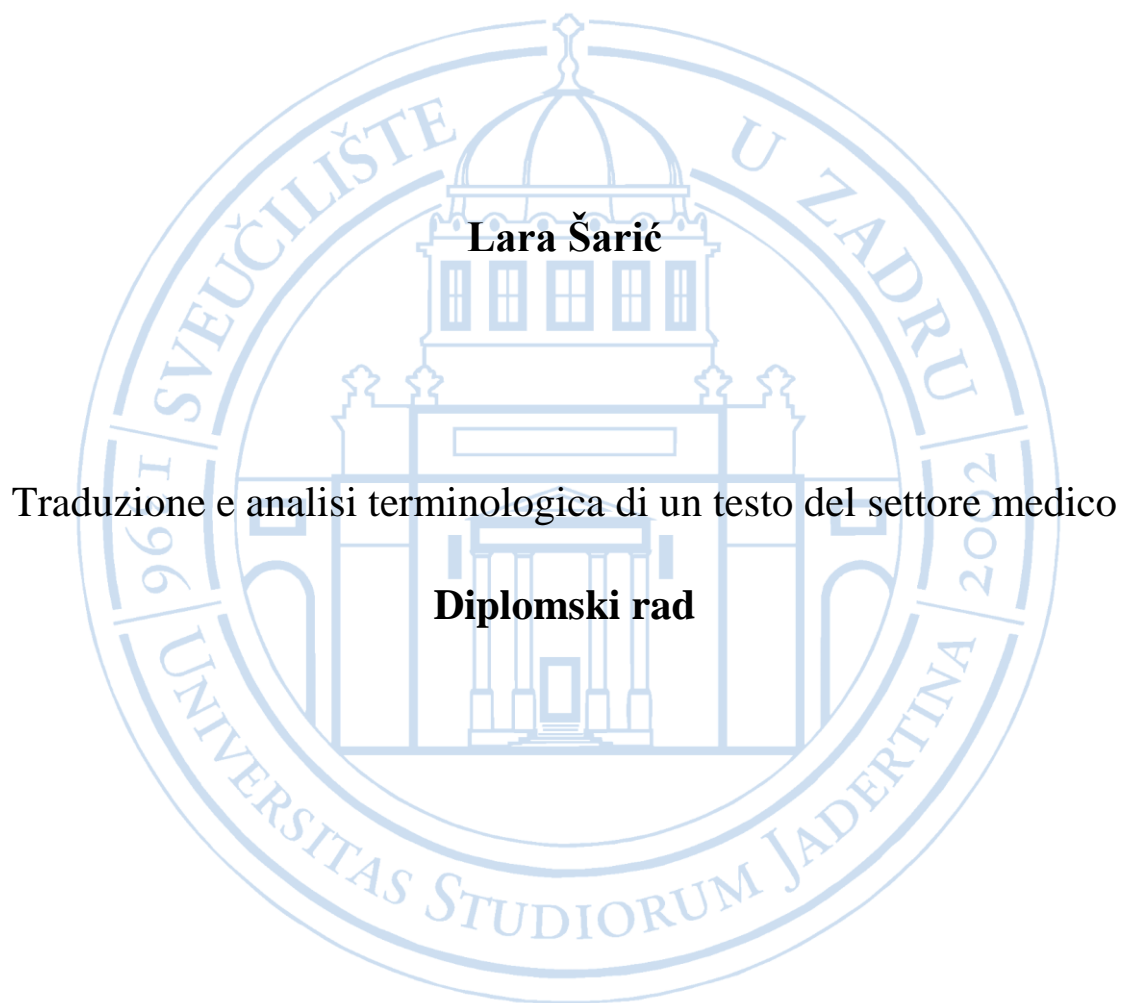 SVEUČILIŠTE U ZADRU
Lara Šarić
Traduzione e analisi terminologica di un testo del settore medico
Diplomski rad
1396
2002
UNIVERSITAS STUDIORUM JADERTINA